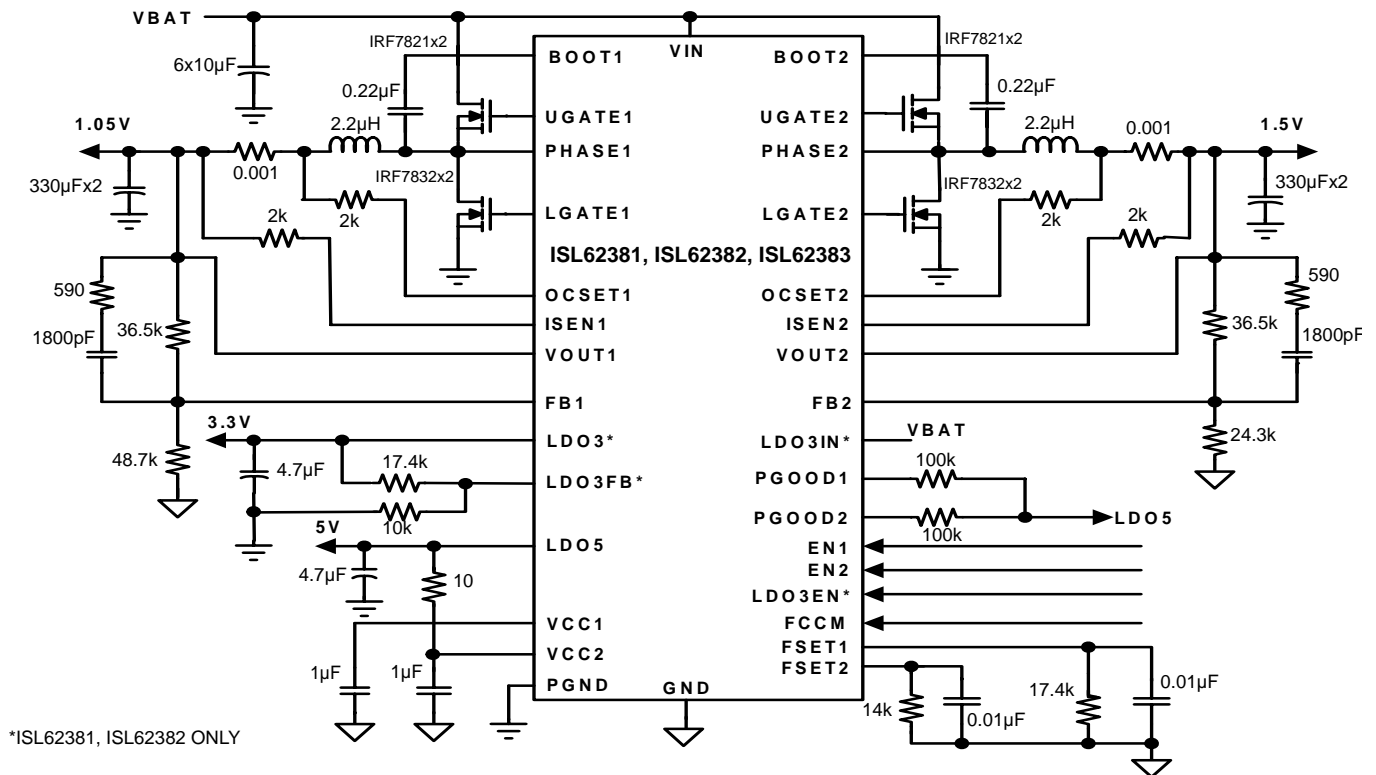 VBAT
IRF7821x2
IRF7821x2
VIN
BOOT1
BOOT2
6x10µF
0.22µF
0.22µF
UGATE1
UGATE2
1.05V
2.2µH
2.2µH
0.001
1.5V
PHASE1
PHASE2
0.001
IRF7832x2
IRF7832x2
330µFx2
330µFx2
2k
2k
LGATE1
LGATE2
2k
2k
ISL62381, ISL62382, ISL62383
590
590
OCSET1
OCSET2
ISEN1
ISEN2
1800pF
36.5k
36.5k
1800pF
VOUT1
VOUT2
FB1
FB2
3.3V
VBAT
24.3k
LDO3*
LDO3IN*
48.7k
4.7µF
17.4k
100k
PGOOD1
LDO3FB*
10k
PGOOD2
LDO5
100k
5V
LDO5
EN1
4.7µF
10
EN2
LDO3EN*
VCC1
FCCM
FSET1
VCC2
FSET2
1µF
1µF
PGND
GND
17.4k
0.01µF
14k
0.01µF
*ISL62381, ISL62382 ONLY